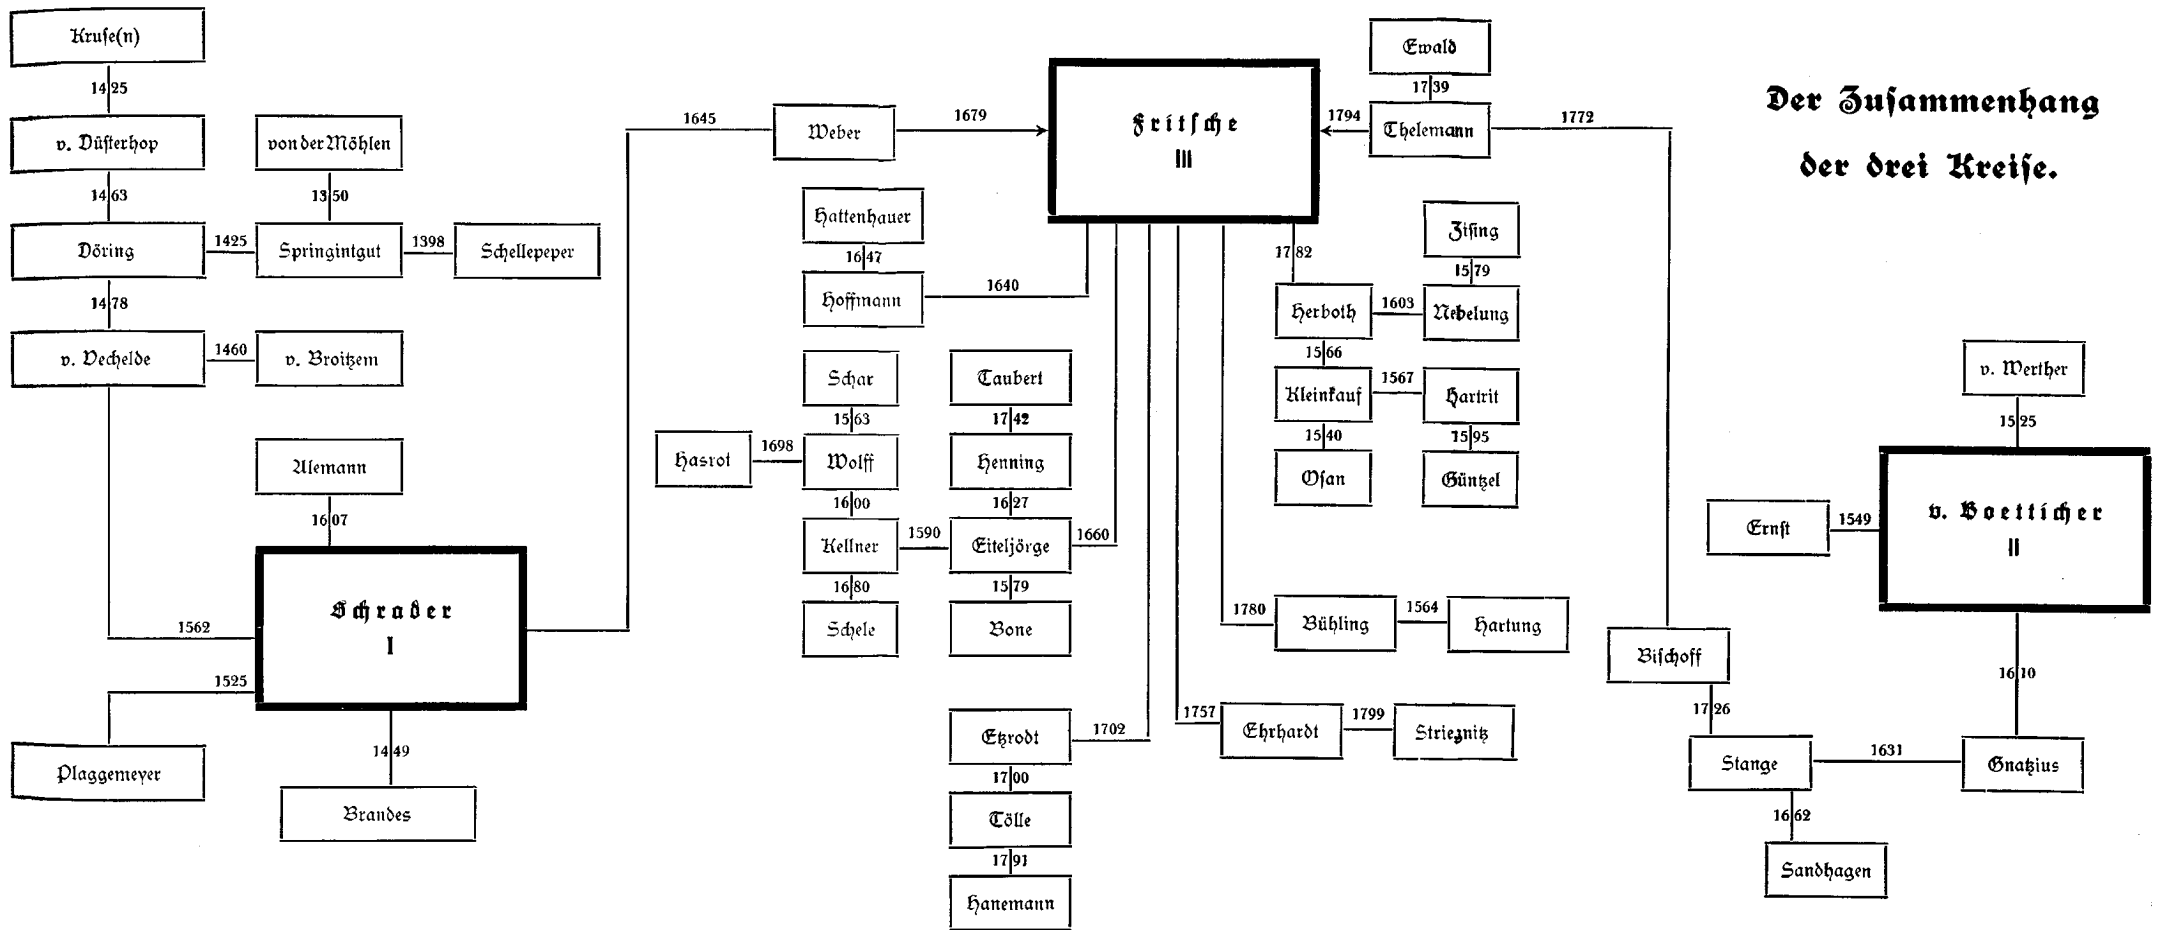 Der Zusammenhang
der drei Kreise.
Kruse(n)
1425
v. Düsterhop
von der Möhlen
1463
1350
Döring
1425
Springintgut
1398
Schellepeper
1478
v. Vechelde
1460
v. Broitzem
Alemann
1607
Schrader
I
1562
1525
Plaggemeyer
1449
Brandes
1645
Weber
1679
Fritsche
III
1794
Thelemann
1739
Ewald
1772
Hattenhauer
1647
Hoffmann
1640
Schar
1563
Hasrot
1698
Wolff
1600
Kellner
1590
1680
Schele
Taubert
1742
Henning
1627
Eiteljörge
1660
1579
Bone
Etzrodt
1702
1700
Tölle
1791
Hanemann
1782
Herboth
1603
Nebelung
1579
Zising
1566
Kleinkauf
1567
Hartrit
1540
1595
Osan
Güntzel
1780
Bühling
1564
Hartung
1757
Ehrhardt
1799
Strieznitz
Bischoff
1726
Stange
1631
Gnatzius
1662
Sandhagen
v. Werther
1525
Ernst
1549
v. Boetticher
II
1610